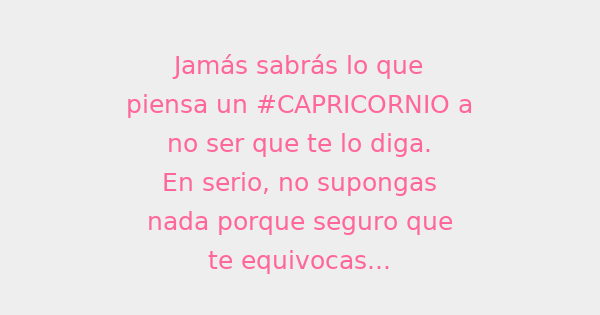 Jamás sabrás lo que
piensa un #CAPRICORNIO a
no ser que te lo diga.
En serio, no supongas
nada porque seguro que
te equivocas...